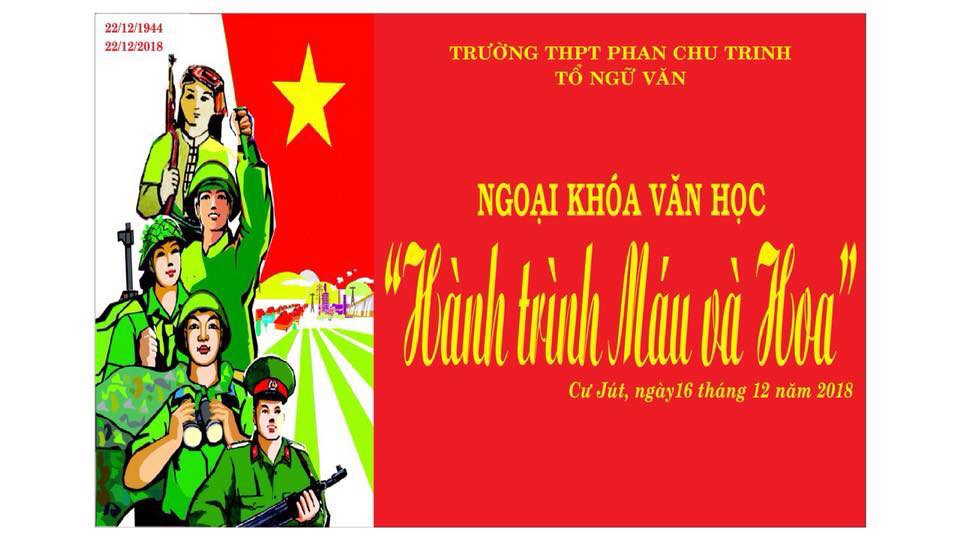 22/12/1944
22/12/2018
TRƯỜNG THPT PHAN CHU TRINH
TỔ NGỮ VĂN
NGOẠI KHÓA VĂN HỌC
“Hành trình Máu và Hoa”
Cư Jút, ngày16 tháng 12 năm 2018